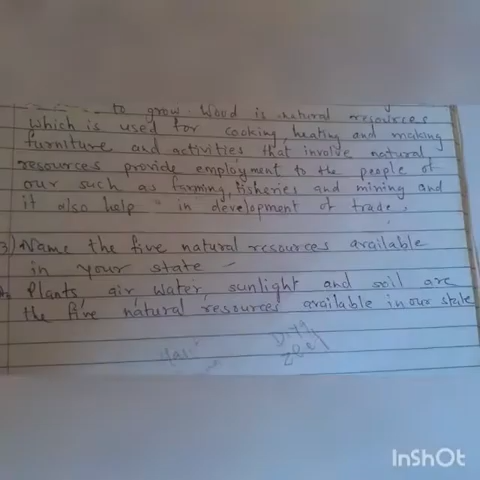 to grow. Wood is natural resources
which is used for cooking, heating and making
furniture and activities that involve natural
resources provide employment to the people of
our such as farming, fisheries and mining and
it also help in development of trade.
3) Name the five natural resources available
in your state -
Plants, air, water, sunlight and soil are
the five natural resources available in our state
InShOt